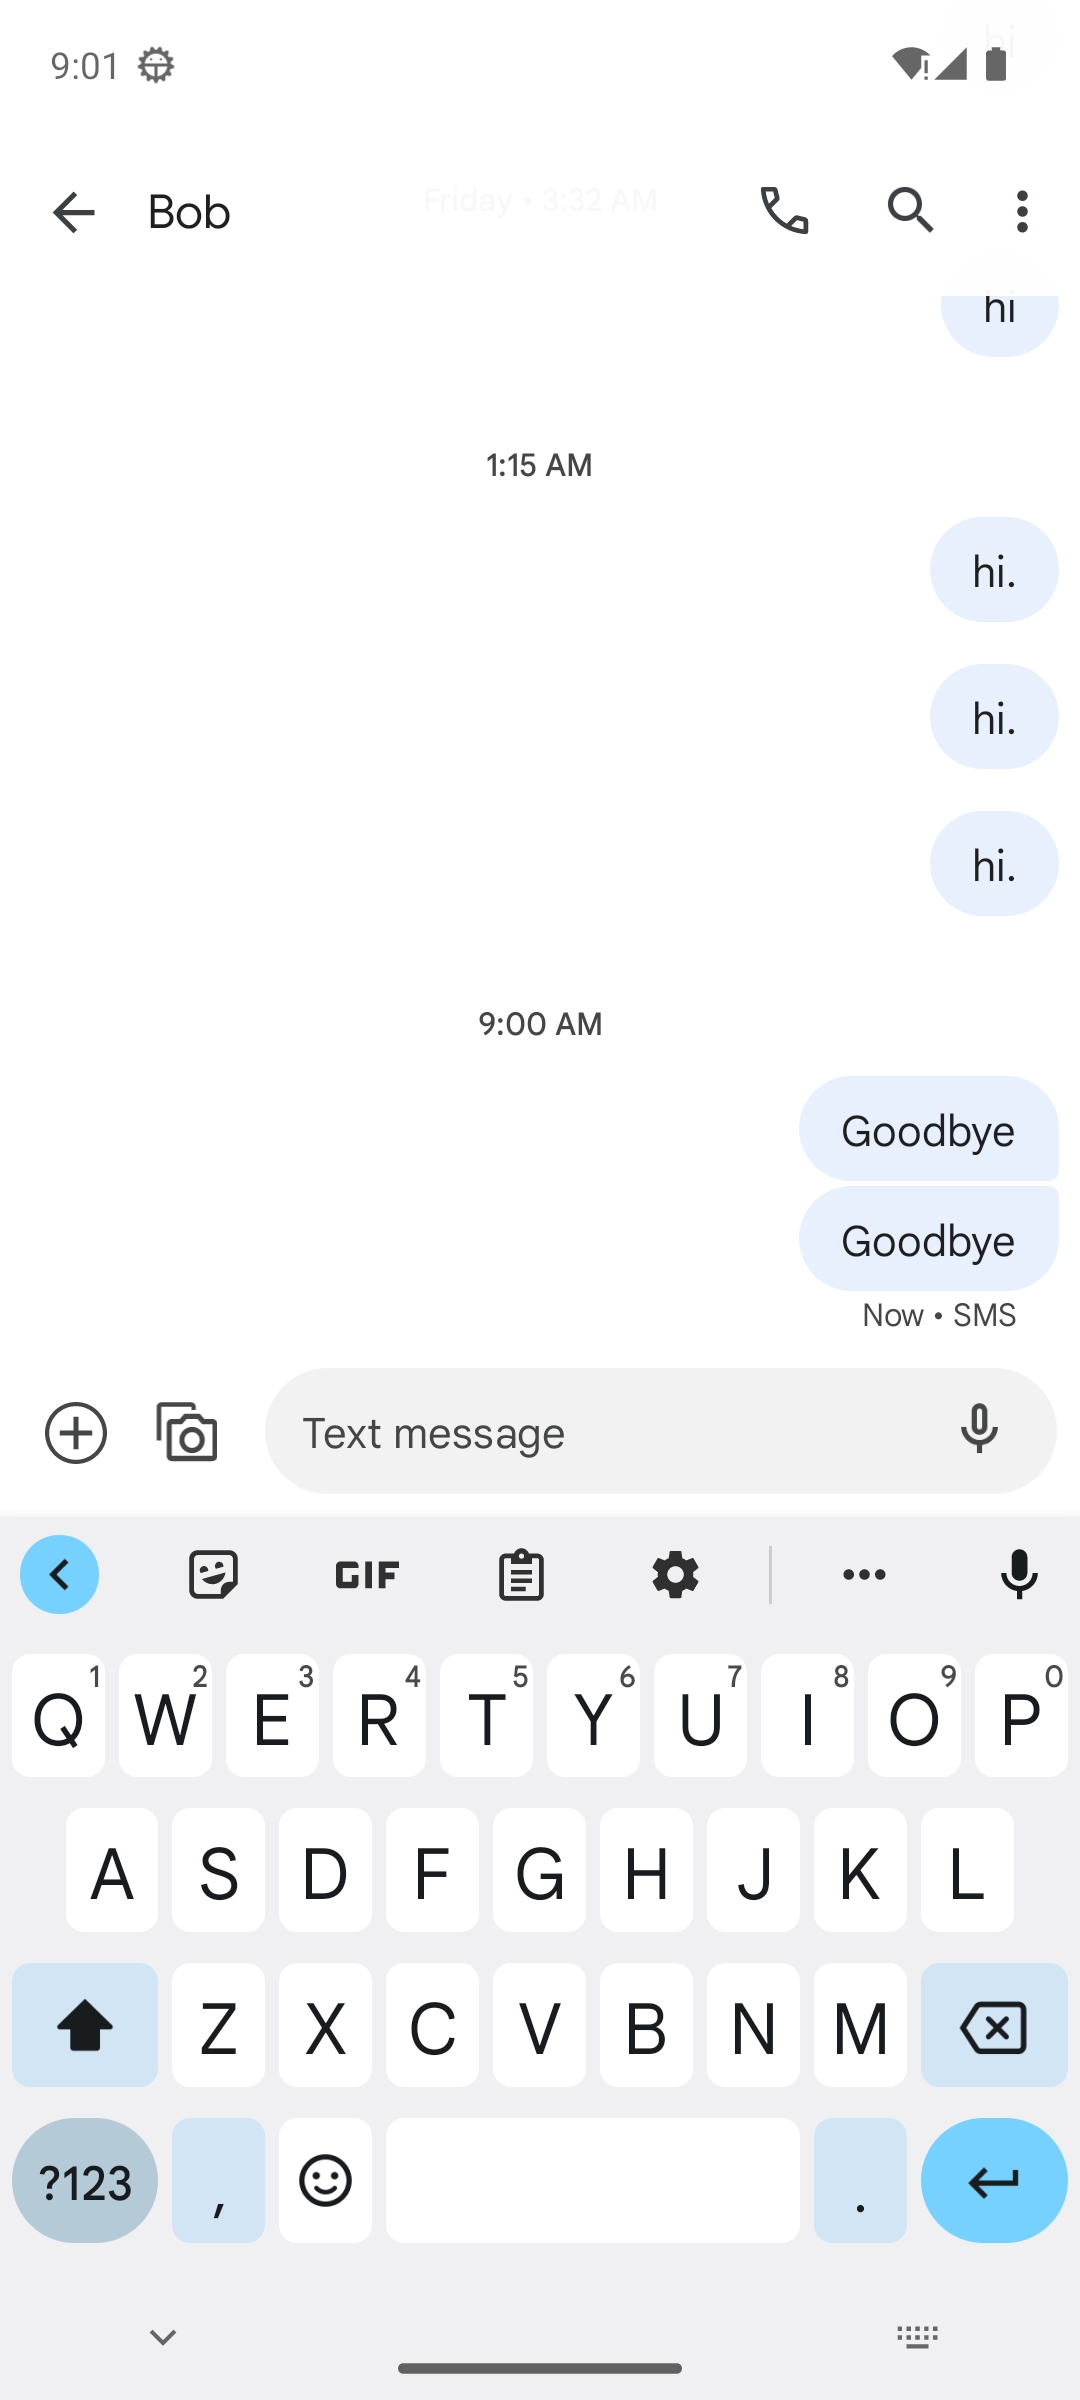 9:01
hi
Bob
Friday • 3:32 AM
hi
1:15 AM
hi.
hi.
hi.
9:00 AM
Goodbye
Goodbye
Now • SMS
Text message
GIF
Q 1 W 2 E 3 R 4 T 5 Y 6 U 7 I 8 O 9 P 0
A S D F G H J K L
Z X C V B N M
?123 , .